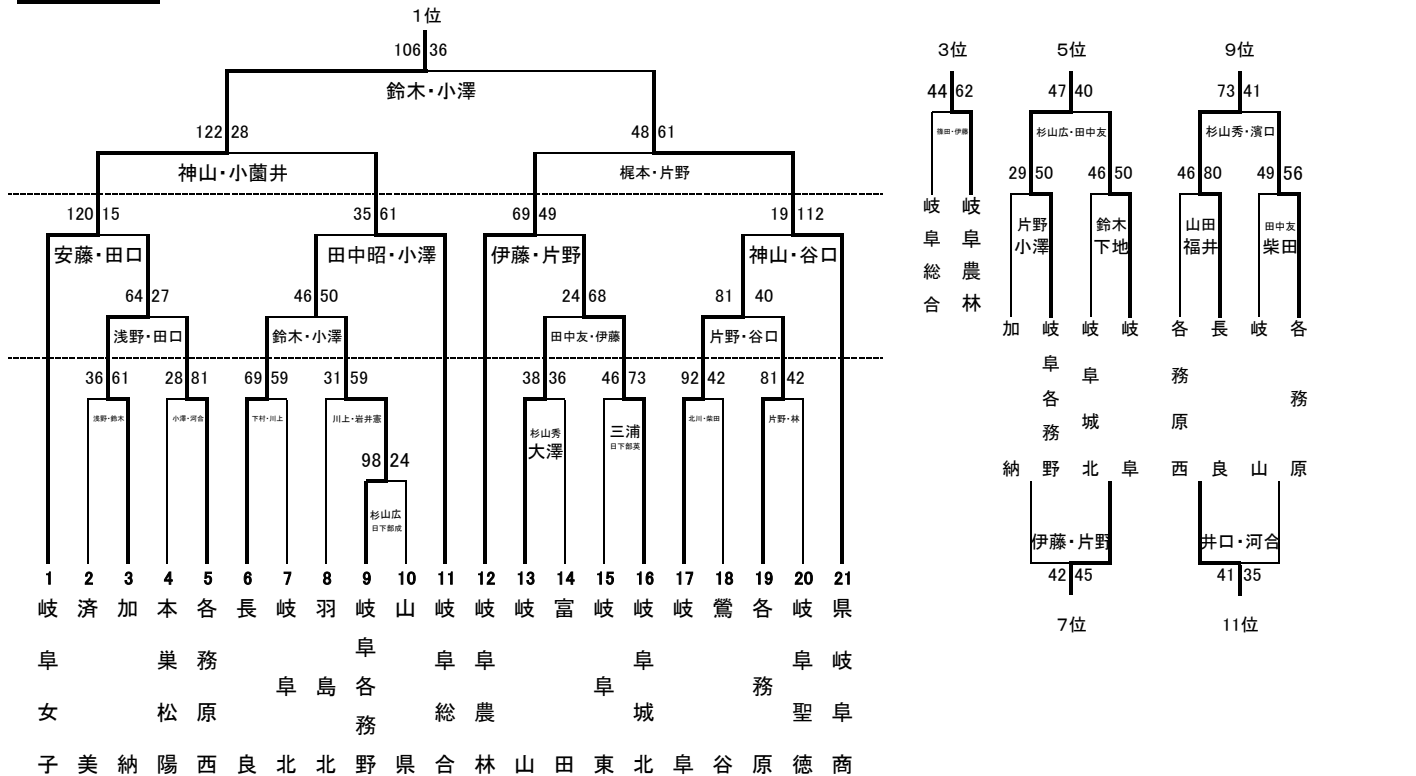 1位
106 36
鈴木・小澤
122 28
48 61
神山・小薗井
梶本・片野
120 15
35 61
69 49
19 112
安藤・田口
田中昭・小澤
伊藤・片野
神山・谷口
64 27
46 50
24 68
81 40
浅野・田口
鈴木・小澤
田中友・伊藤
片野・谷口
36 61
28 81
69 59
31 59
38 36
46 73
92 42
81 42
浅野・鈴木
小澤・河合
下村・川上
川上・岩井憲
杉山秀
大澤
三浦
日下部英
北川・柴田
片野・林
98 24
杉山広
日下部成
1 岐阜女子
2 済美
3 加納
4 本巣松陽
5 各務原西
6 長良
7 岐阜北
8 羽島北
9 岐阜各務野
10 山県
11 岐阜総合
12 岐阜農林
13 岐山
14 富田
15 岐阜東
16 岐阜城北
17 岐阜
18 鶯谷
19 各務原
20 岐阜聖徳
21 県岐阜商
3位
44 62
篠田・伊藤
岐阜総合
岐阜農林
5位
47 40
杉山広・田中友
29 50
46 50
片野
小澤
鈴木
下地
加納
岐阜各務野
岐阜城北
岐阜
伊藤・片野
42 45
7位
9位
73 41
杉山秀・濱口
46 80
49 56
山田
福井
田中友
柴田
各務原西
長良
岐山
各務原
井口・河合
41 35
11位